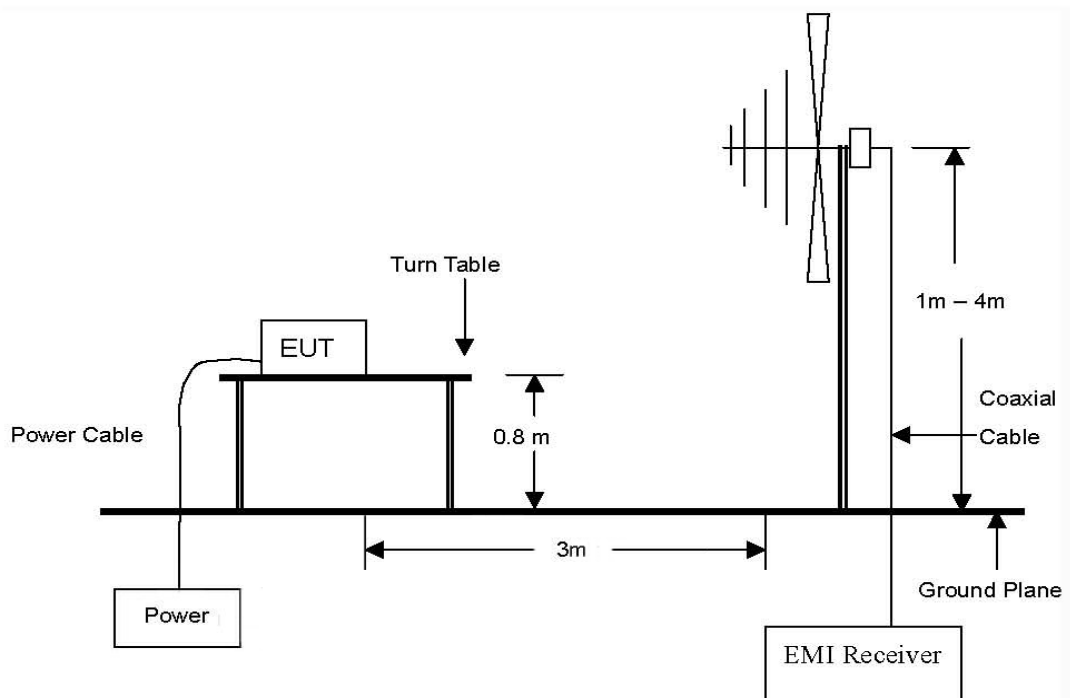 Turn Table
EUT
1m – 4m
Power Cable
0.8 m
Coaxial
Cable
3m
Ground Plane
Power
EMI Receiver